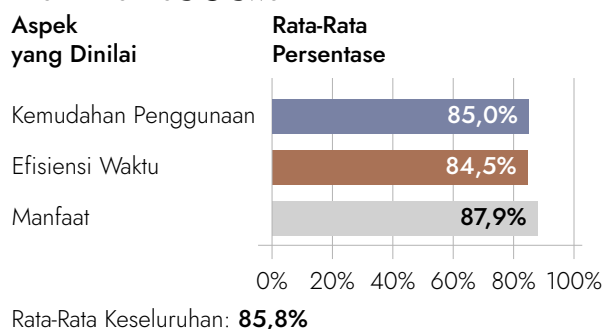 Aspek
yang Dinilai
Rata-Rata
Persentase
Kemudahan Penggunaan 85,0%
Efisiensi Waktu 84,5%
Manfaat 87,9%
0% 20% 40% 60% 80% 100%
Rata-Rata Keseluruhan: 85,8%